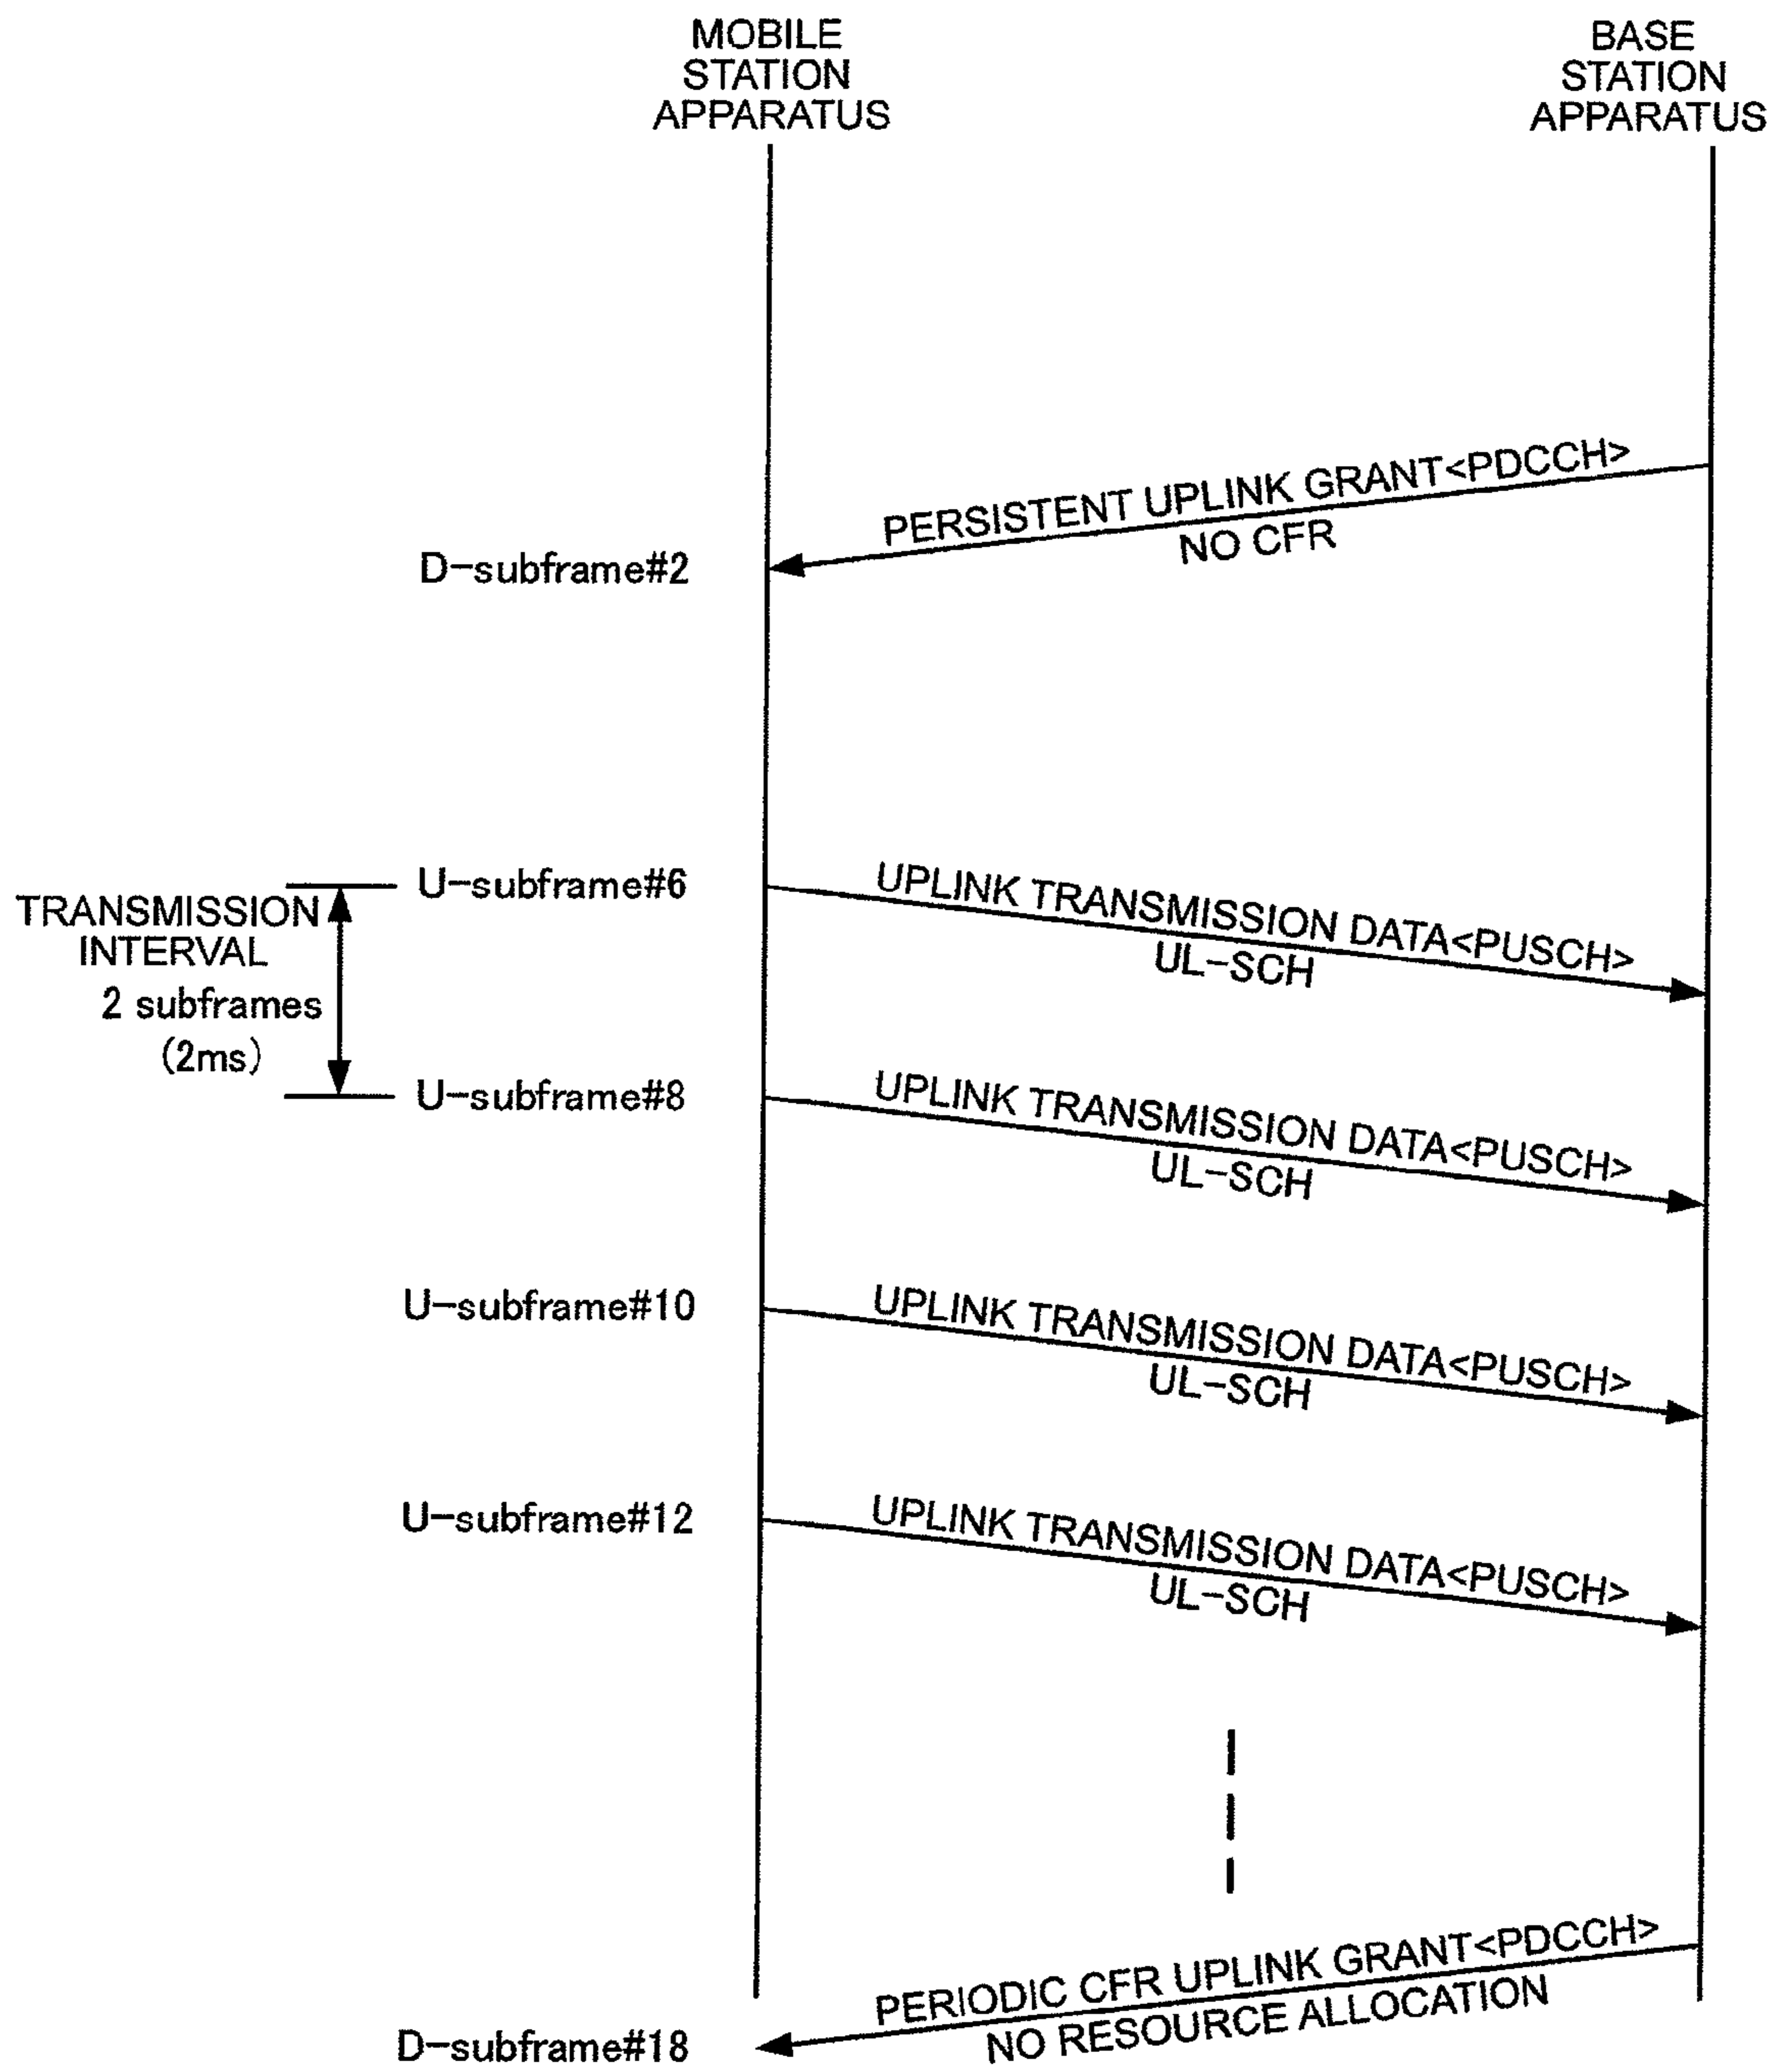 MOBILE
STATION
APPARATUS
BASE
STATION
APPARATUS
PERSISTENT UPLINK GRANT<PDCCH>
NO CFR
D-subframe#2
U-subframe#6
UPLINK TRANSMISSION DATA<PUSCH>
UL-SCH
TRANSMISSION
INTERVAL
2 subframes
(2ms)
U-subframe#8
UPLINK TRANSMISSION DATA<PUSCH>
UL-SCH
U-subframe#10
UPLINK TRANSMISSION DATA<PUSCH>
UL-SCH
U-subframe#12
UPLINK TRANSMISSION DATA<PUSCH>
UL-SCH
PERIODIC CFR UPLINK GRANT<PDCCH>
NO RESOURCE ALLOCATION
D-subframe#18